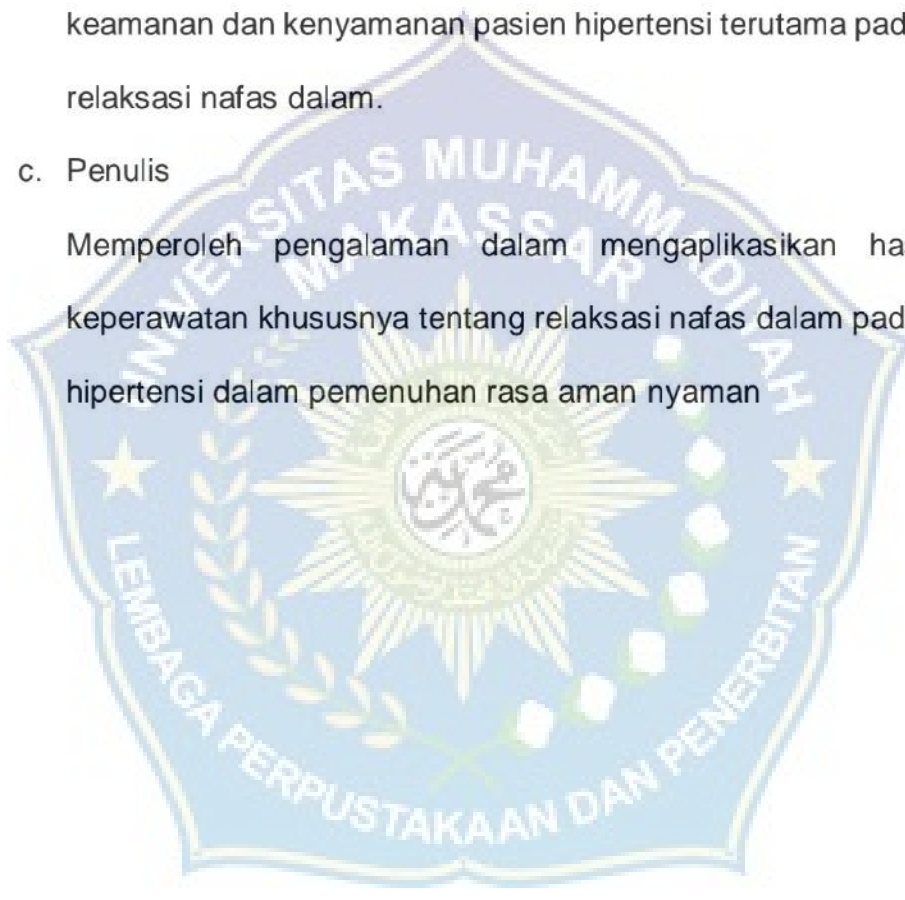 keamanan dan kenyamanan pasien hipertensi terutama pad
relaksasi nafas dalam.
c. Penulis
Memperoleh pengalaman dalam mengaplikasikan ha
keperawatan khususnya tentang relaksasi nafas dalam pad
hipertensi dalam pemenuhan rasa aman nyaman
UNIVERSITAS MUHAMMADIYAH
MAKASSAR
LEMBAGA PERPUSTAKAAN DAN PENERBITAN